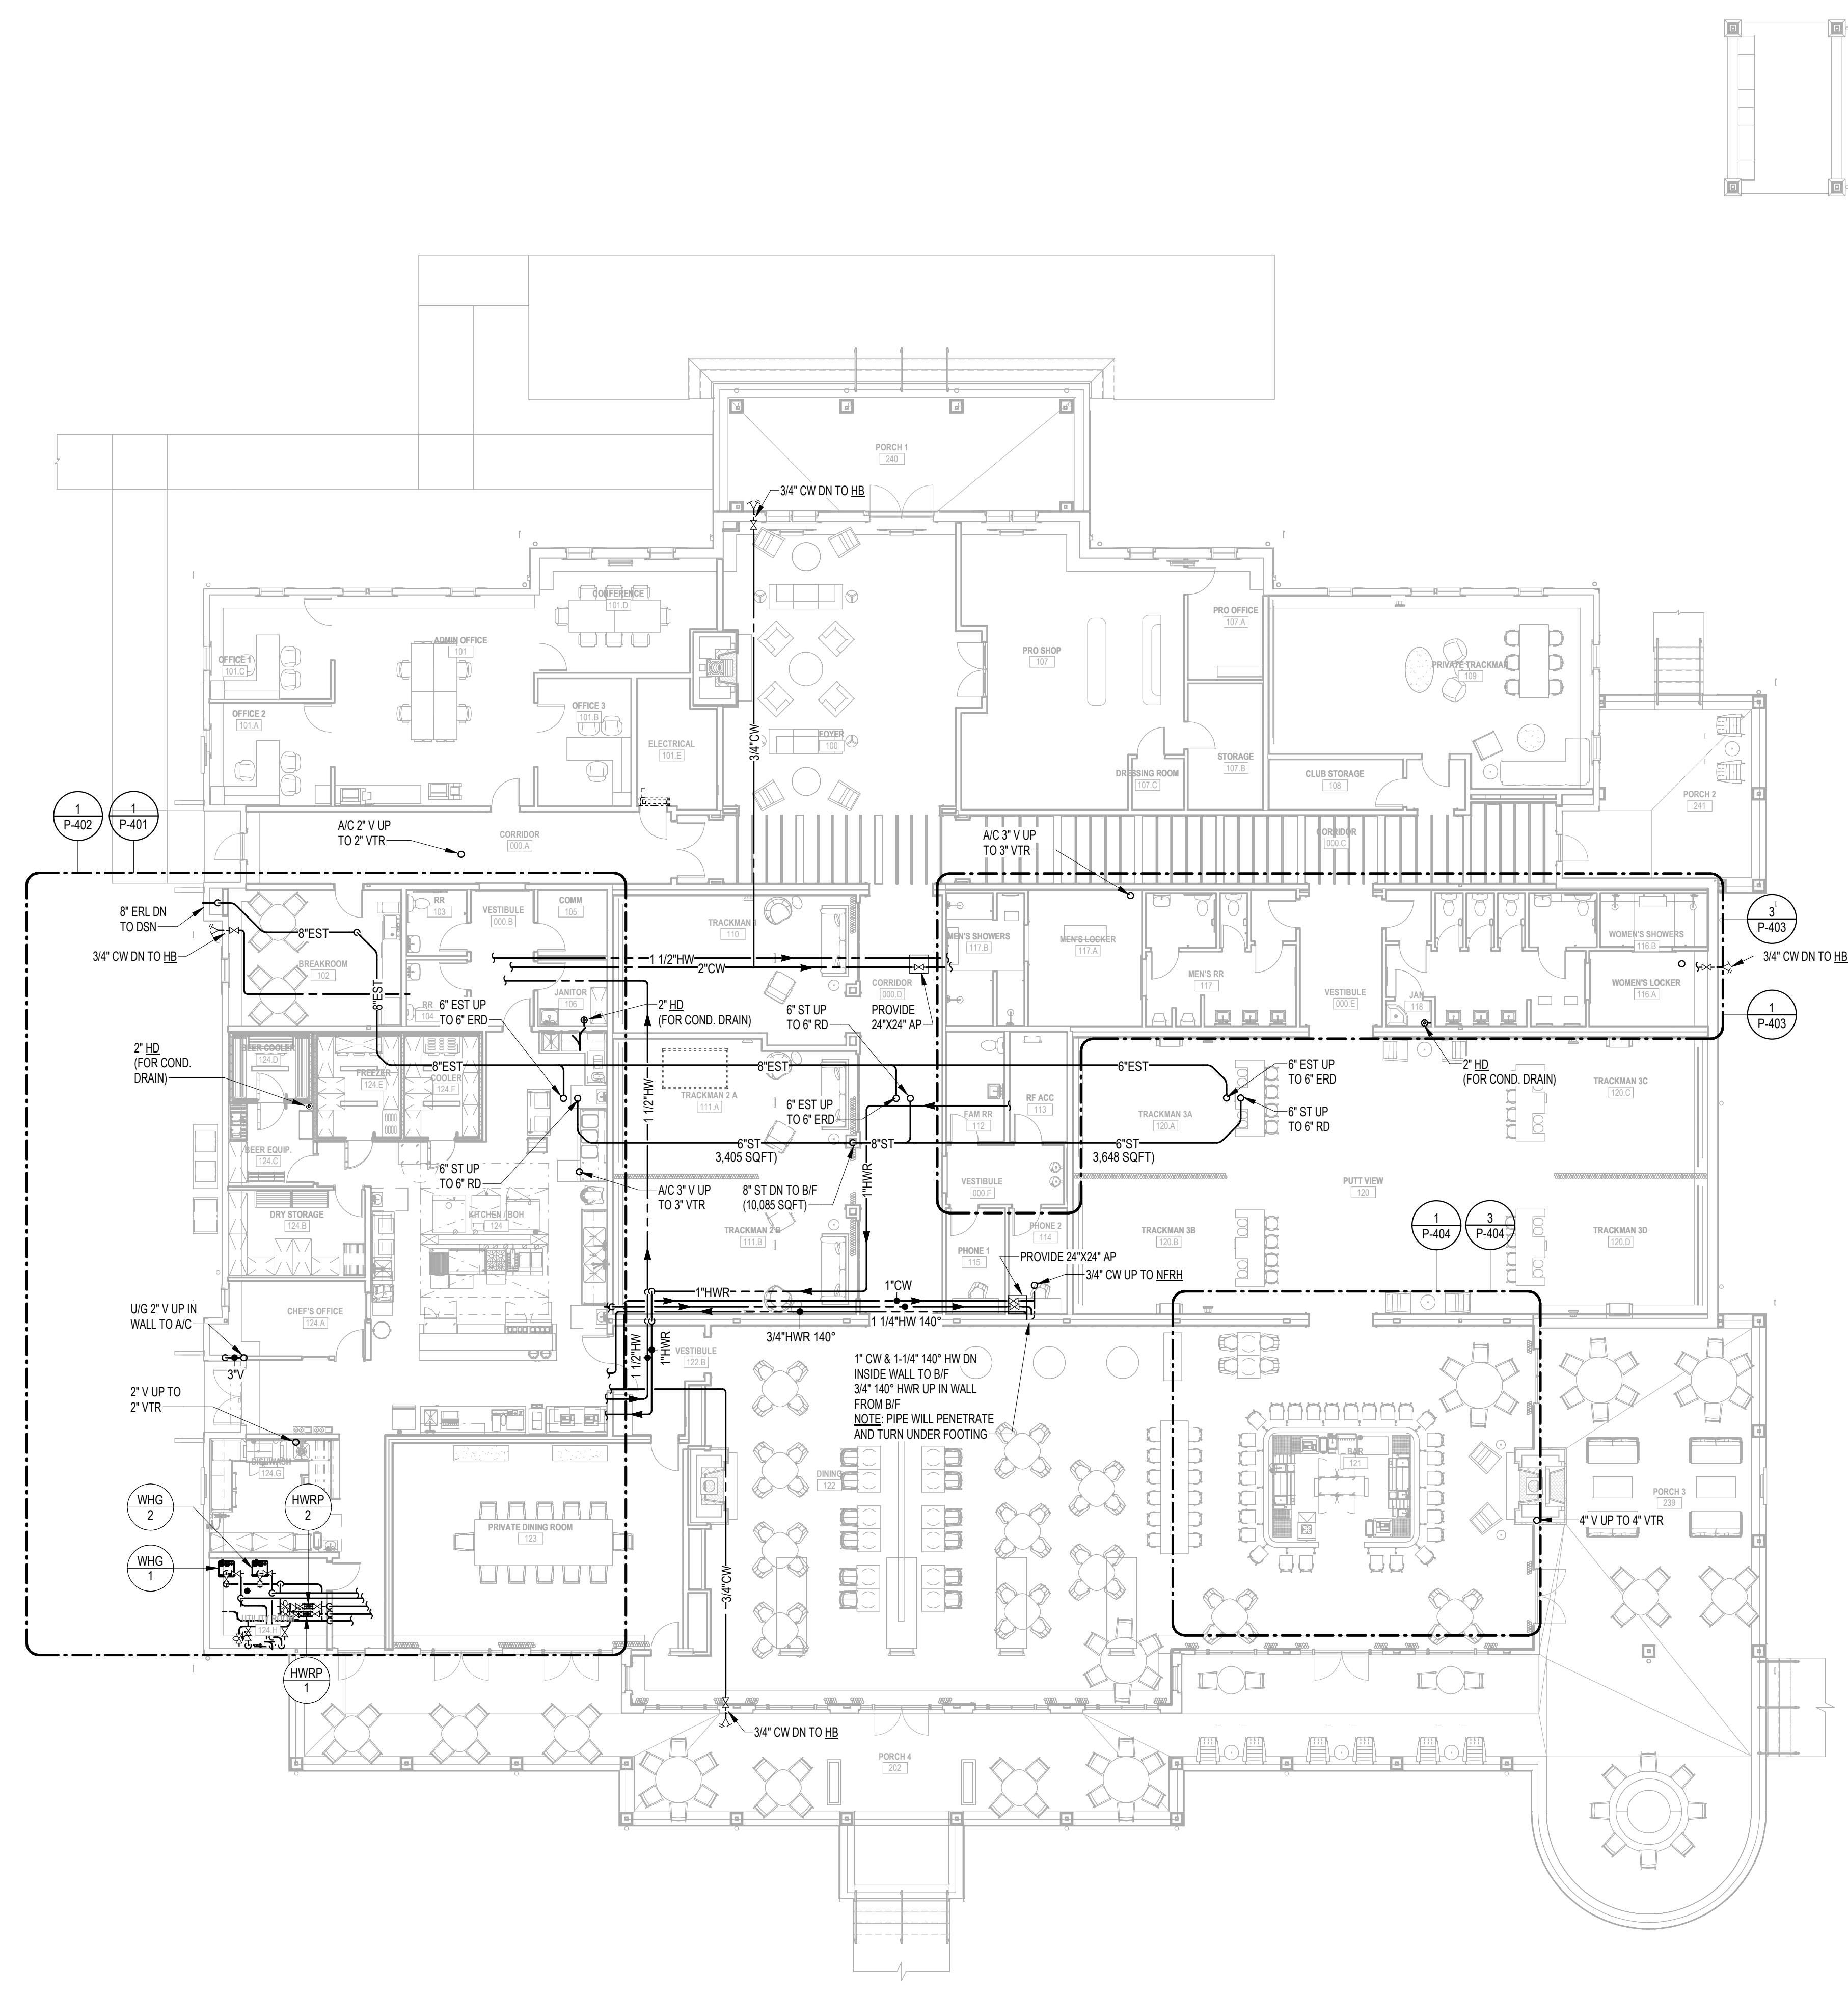 PORCH 1
240
3/4" CW DN TO HB
CONFERENCE
101.D
ADMIN OFFICE
101
OFFICE 1
101.C
OFFICE 2
101.A
OFFICE 3
101.B
ELECTRICAL
101.E
3/4"CW
FOYER
100
PRO SHOP
107
PRO OFFICE
107.A
STORAGE
107.B
DRESSING ROOM
107.C
PRIVATE TRACKMAN
109
CLUB STORAGE
108
PORCH 2
241
1
P-402
1
P-401
A/C 2" V UP
TO 2" VTR
CORRIDOR
000.A
A/C 3" V UP
TO 3" VTR
CORRIDOR
000.C
8" ERL DN
TO DSN
3/4" CW DN TO HB
8"EST
8"EST
BREAKROOM
102
RR
103
VESTIBULE
000.B
COMM
105
RR
104
JANITOR
106
TRACKMAN 1
110
1 1/2"HW
2"CW
CORRIDOR
000.D
PROVIDE
24"X24" AP
MEN'S SHOWERS
117.B
MEN'S LOCKER
117.A
MEN'S RR
117
VESTIBULE
000.E
JAN
118
WOMEN'S SHOWERS
116.B
WOMEN'S LOCKER
116.A
3
P-403
3/4" CW DN TO HB
1
P-403
6" EST UP
TO 6" ERD
2" HD
(FOR COND. DRAIN)
6" ST UP
TO 6" RD
2" HD
(FOR COND.
DRAIN)
BEER COOLER
124.D
FREEZER
124.E
COOLER
124.F
8"EST
8"EST
6"EST
1 1/2"HW
TRACKMAN 2 A
111.A
6" EST UP
TO 6" ERD
FAM RR
112
RF ACC
113
TRACKMAN 3A
120.A
6" EST UP
TO 6" ERD
6" ST UP
TO 6" RD
2" HD
(FOR COND. DRAIN)
TRACKMAN 3C
120.C
BEER EQUIP.
124.C
6" ST UP
TO 6" RD
6"ST
3,405 SQFT)
8"ST
6"ST
3,648 SQFT)
A/C 3" V UP
TO 3" VTR
8" ST DN TO B/F
(10,085 SQFT)
1"HWR
VESTIBULE
000.F
PUTT VIEW
120
DRY STORAGE
124.B
KITCHEN / BOH
124
TRACKMAN 2 B
111.B
PHONE 2
114
PHONE 1
115
TRACKMAN 3B
120.B
TRACKMAN 3D
120.D
1
P-404
3
P-404
PROVIDE 24"X24" AP
3/4" CW UP TO NFRH
CHEF'S OFFICE
124.A
U/G 2" V UP IN
WALL TO A/C
3"V
1"HWR
1"CW
3/4"HWR 140°
1 1/4"HW 140°
1 1/2"HW
1"HWR
VESTIBULE
122.B
1" CW & 1-1/4" 140° HW DN
INSIDE WALL TO B/F
3/4" 140° HWR UP IN WALL
FROM B/F
NOTE: PIPE WILL PENETRATE
AND TURN UNDER FOOTING
2" V UP TO
2" VTR
DISHWASH
124.G
WHG
2
HWRP
2
WHG
1
PRIVATE DINING ROOM
123
DINING
122
BAR
121
PORCH 3
239
4" V UP TO 4" VTR
3/4"CW
UTILITY ROOM
124.H
HWRP
1
3/4" CW DN TO HB
PORCH 4
202